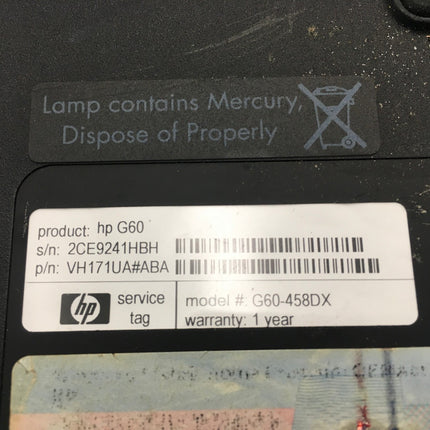 Lamp contains Mercury,
Dispose of Properly
product: hp G60
s/n: 2CE9241HBH
p/n: VH171UA#ABA
hp
service
tag
model #: G60-458DX
warranty: 1 year